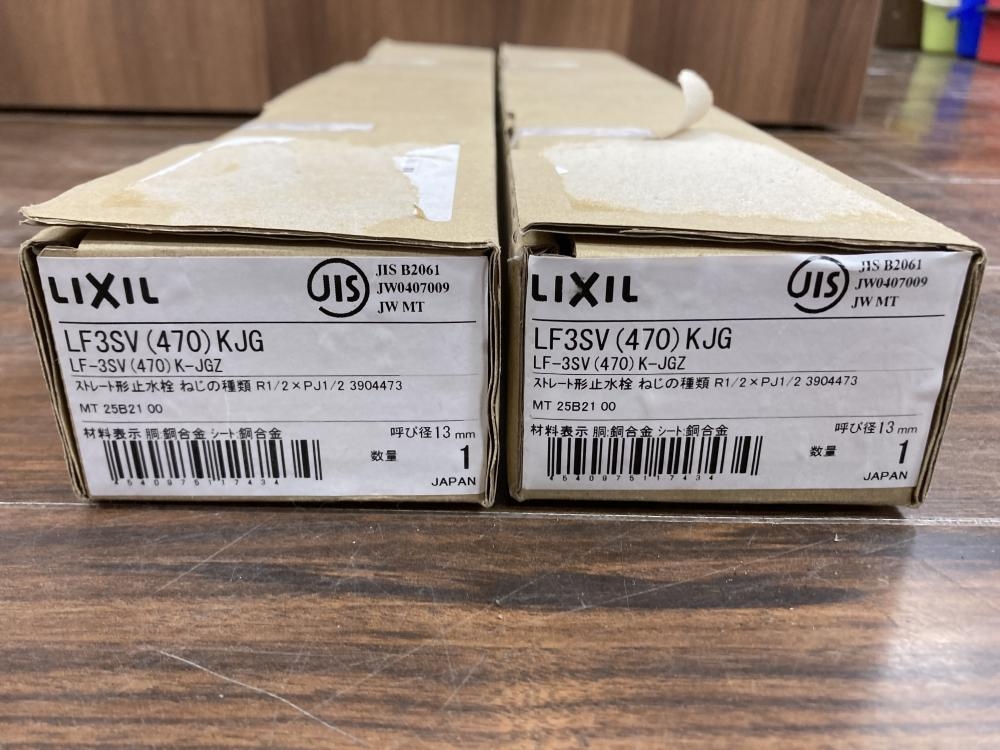 LIXIL
JIS
JIS B2061
JW0407009
JW MT
LF3SV(470)KJG
LF-3SV(470)K-JGZ
ストレート形止水栓 ねじの種類 R1/2×PJ1/2 3904473
MT 25B21 00
材料表示 胴:銅合金 シート:銅合金
呼び径13mm
数量 1
4540975117434
JAPAN
LIXIL
JIS
JIS B2061
JW0407009
JW MT
LF3SV(470)KJG
LF-3SV(470)K-JGZ
ストレート形止水栓 ねじの種類 R1/2×PJ1/2 3904473
MT 25B21 00
材料表示 胴:銅合金 シート:銅合金
呼び径13mm
数量 1
4540975117434
JAPAN